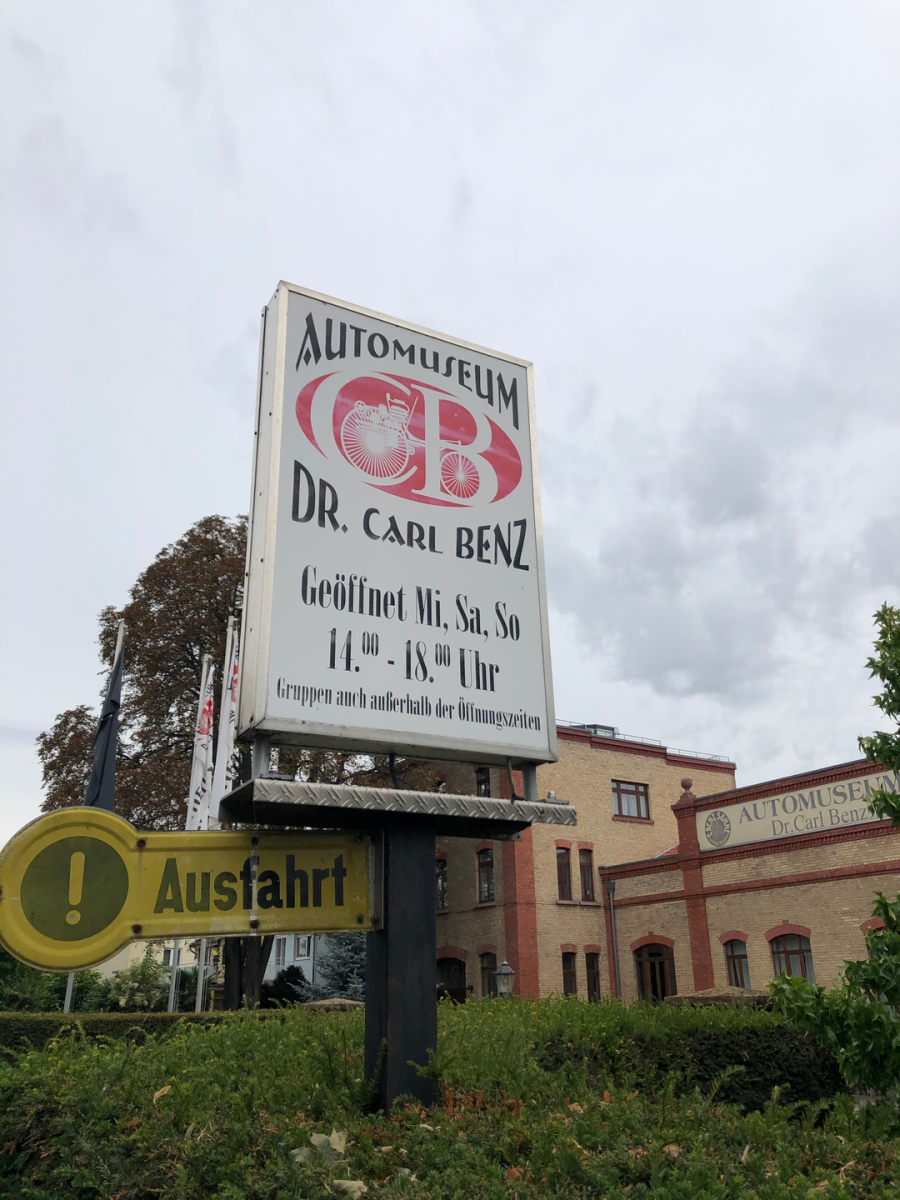 AUTOMUSEUM
CB
DR. CARL BENZ
Geöffnet Mi, Sa, So
14.00 - 18.00 Uhr
Gruppen auch außerhalb der Öffnungszeiten
! Ausfahrt
AUTOMUSEUM
Dr. Carl Benz